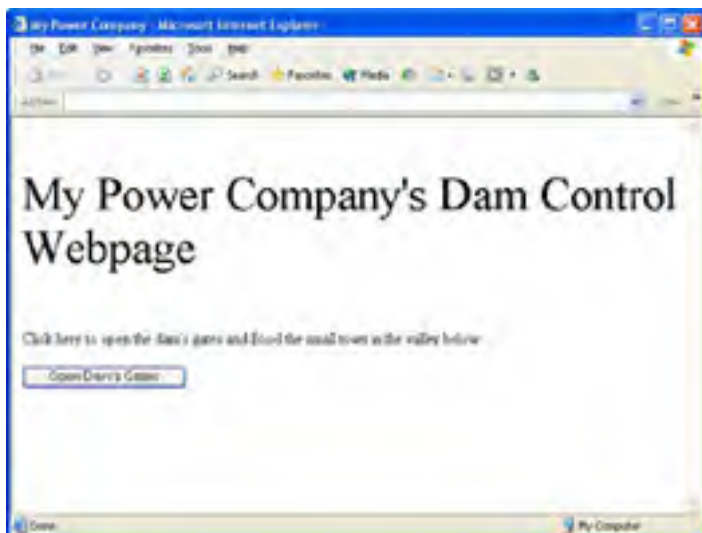 My Power Company - Microsoft Internet Explorer
File Edit View Favorites Tools Help
Search Favorites Media
Address
My Power Company's Dam Control
Webpage
Click here to open the dam's gates and flood the small town in the valley below
Open Dam's Gates
Done My Computer